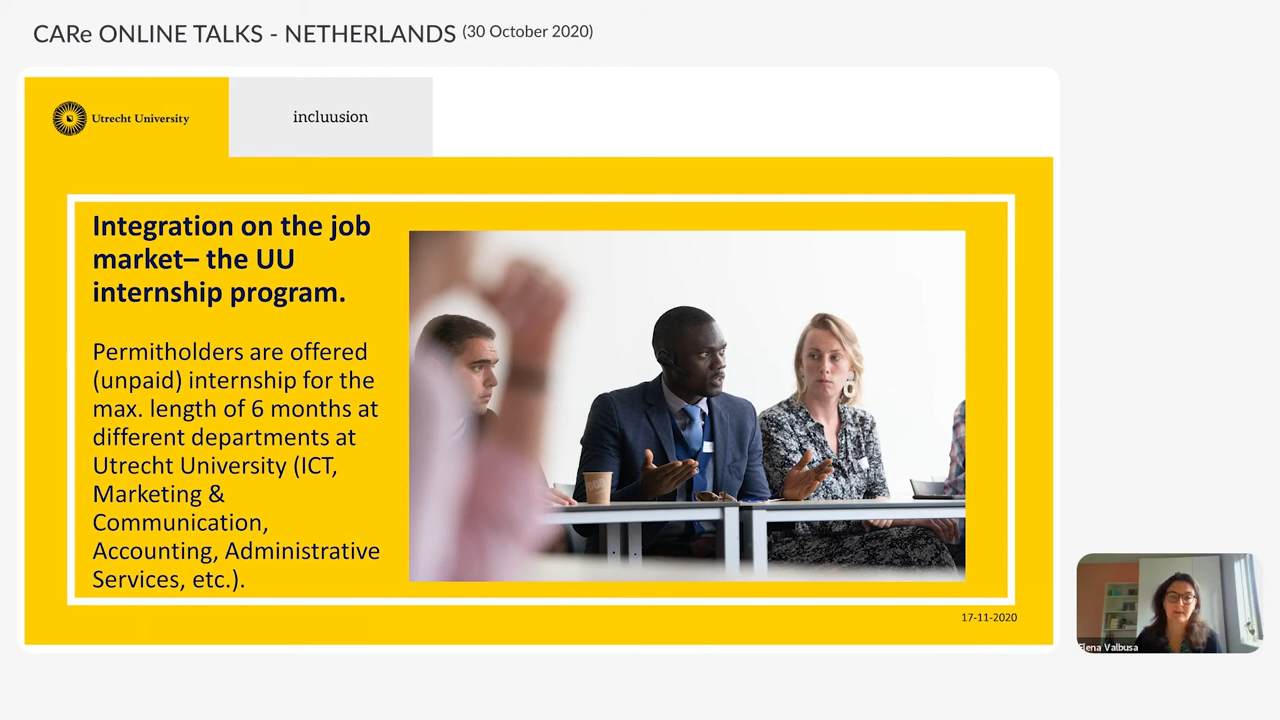 CARe ONLINE TALKS - NETHERLANDS (30 October 2020)
Utrecht University
incluusion
Integration on the job
market– the UU
internship program.
Permitholders are offered
(unpaid) internship for the
max. length of 6 months at
different departments at
Utrecht University (ICT,
Marketing &
Communication,
Accounting, Administrative
Services, etc.).
17-11-2020
Elena Valbusa